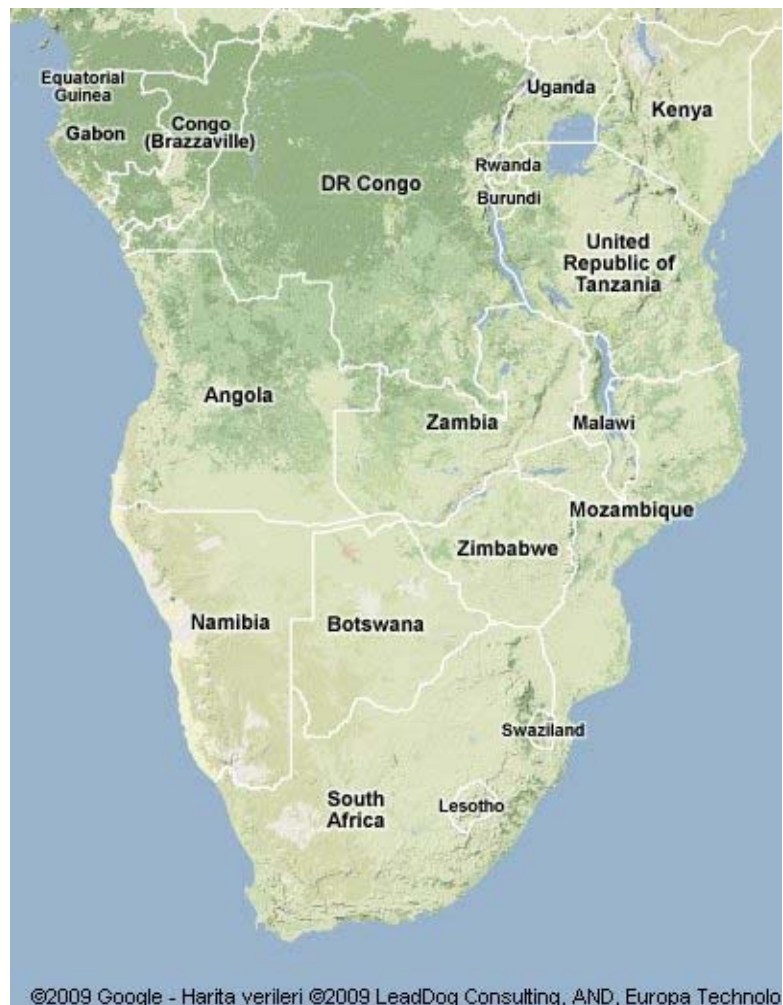 Uganda
Equatorial
Guinea
Kenya
Gabon
Congo
(Brazzaville)
Rwanda
DR Congo
Burundi
United
Republic of
Tanzania
Angola
Zambia
Malawi
Mozambique
Zimbabwe
Namibia
Botswana
Swaziland
South
Africa
Lesotho
©2009 Google - Harita verileri ©2009 LeadDog Consulting, AND, Europa Technolo